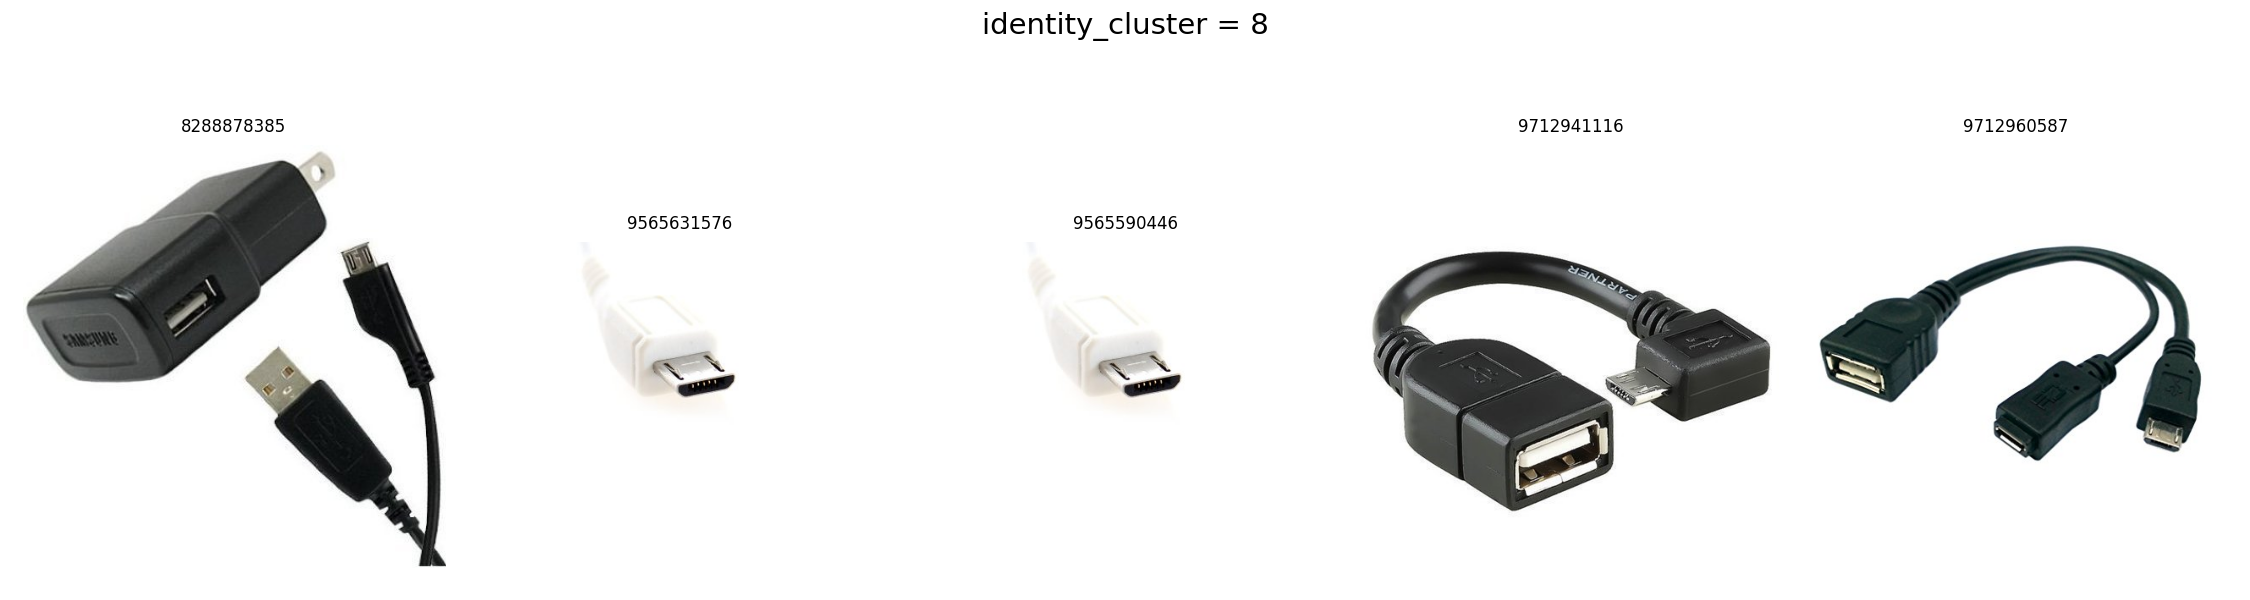 identity_cluster = 8
8288878385
9565631576
9565590446
9712941116
9712960587
SAMSUNG
PARTNER